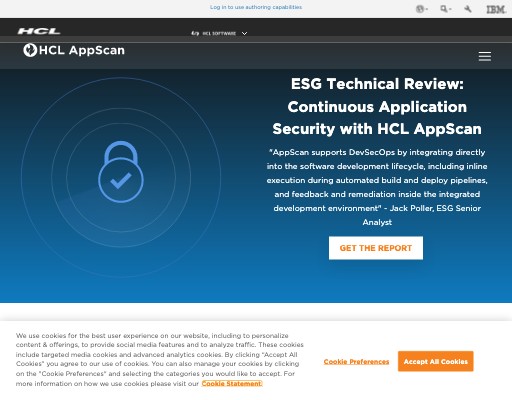 Log in to use authoring capabilities
IBM
HCL
HCL SOFTWARE
HCL AppScan
ESG Technical Review:
Continuous Application
Security with HCL AppScan
"AppScan supports DevSecOps by integrating directly
into the software development lifecycle, including inline
execution during automated build and deploy pipelines,
and feedback and remediation inside the integrated
development environment" - Jack Poller, ESG Senior
Analyst
GET THE REPORT
We use cookies for the best user experience on our website, including to personalize
content & offerings, to provide social media features and to analyze traffic. These cookies
include targeted media cookies and advanced analytics cookies. By clicking "Accept All
Cookies" you agree to our use of cookies. You can also manage your cookies by clicking
on the "Cookie Preferences" and selecting the categories you would like to accept. For
more information on how we use cookies please visit our Cookie Statement.
Cookie Preferences
Accept All Cookies